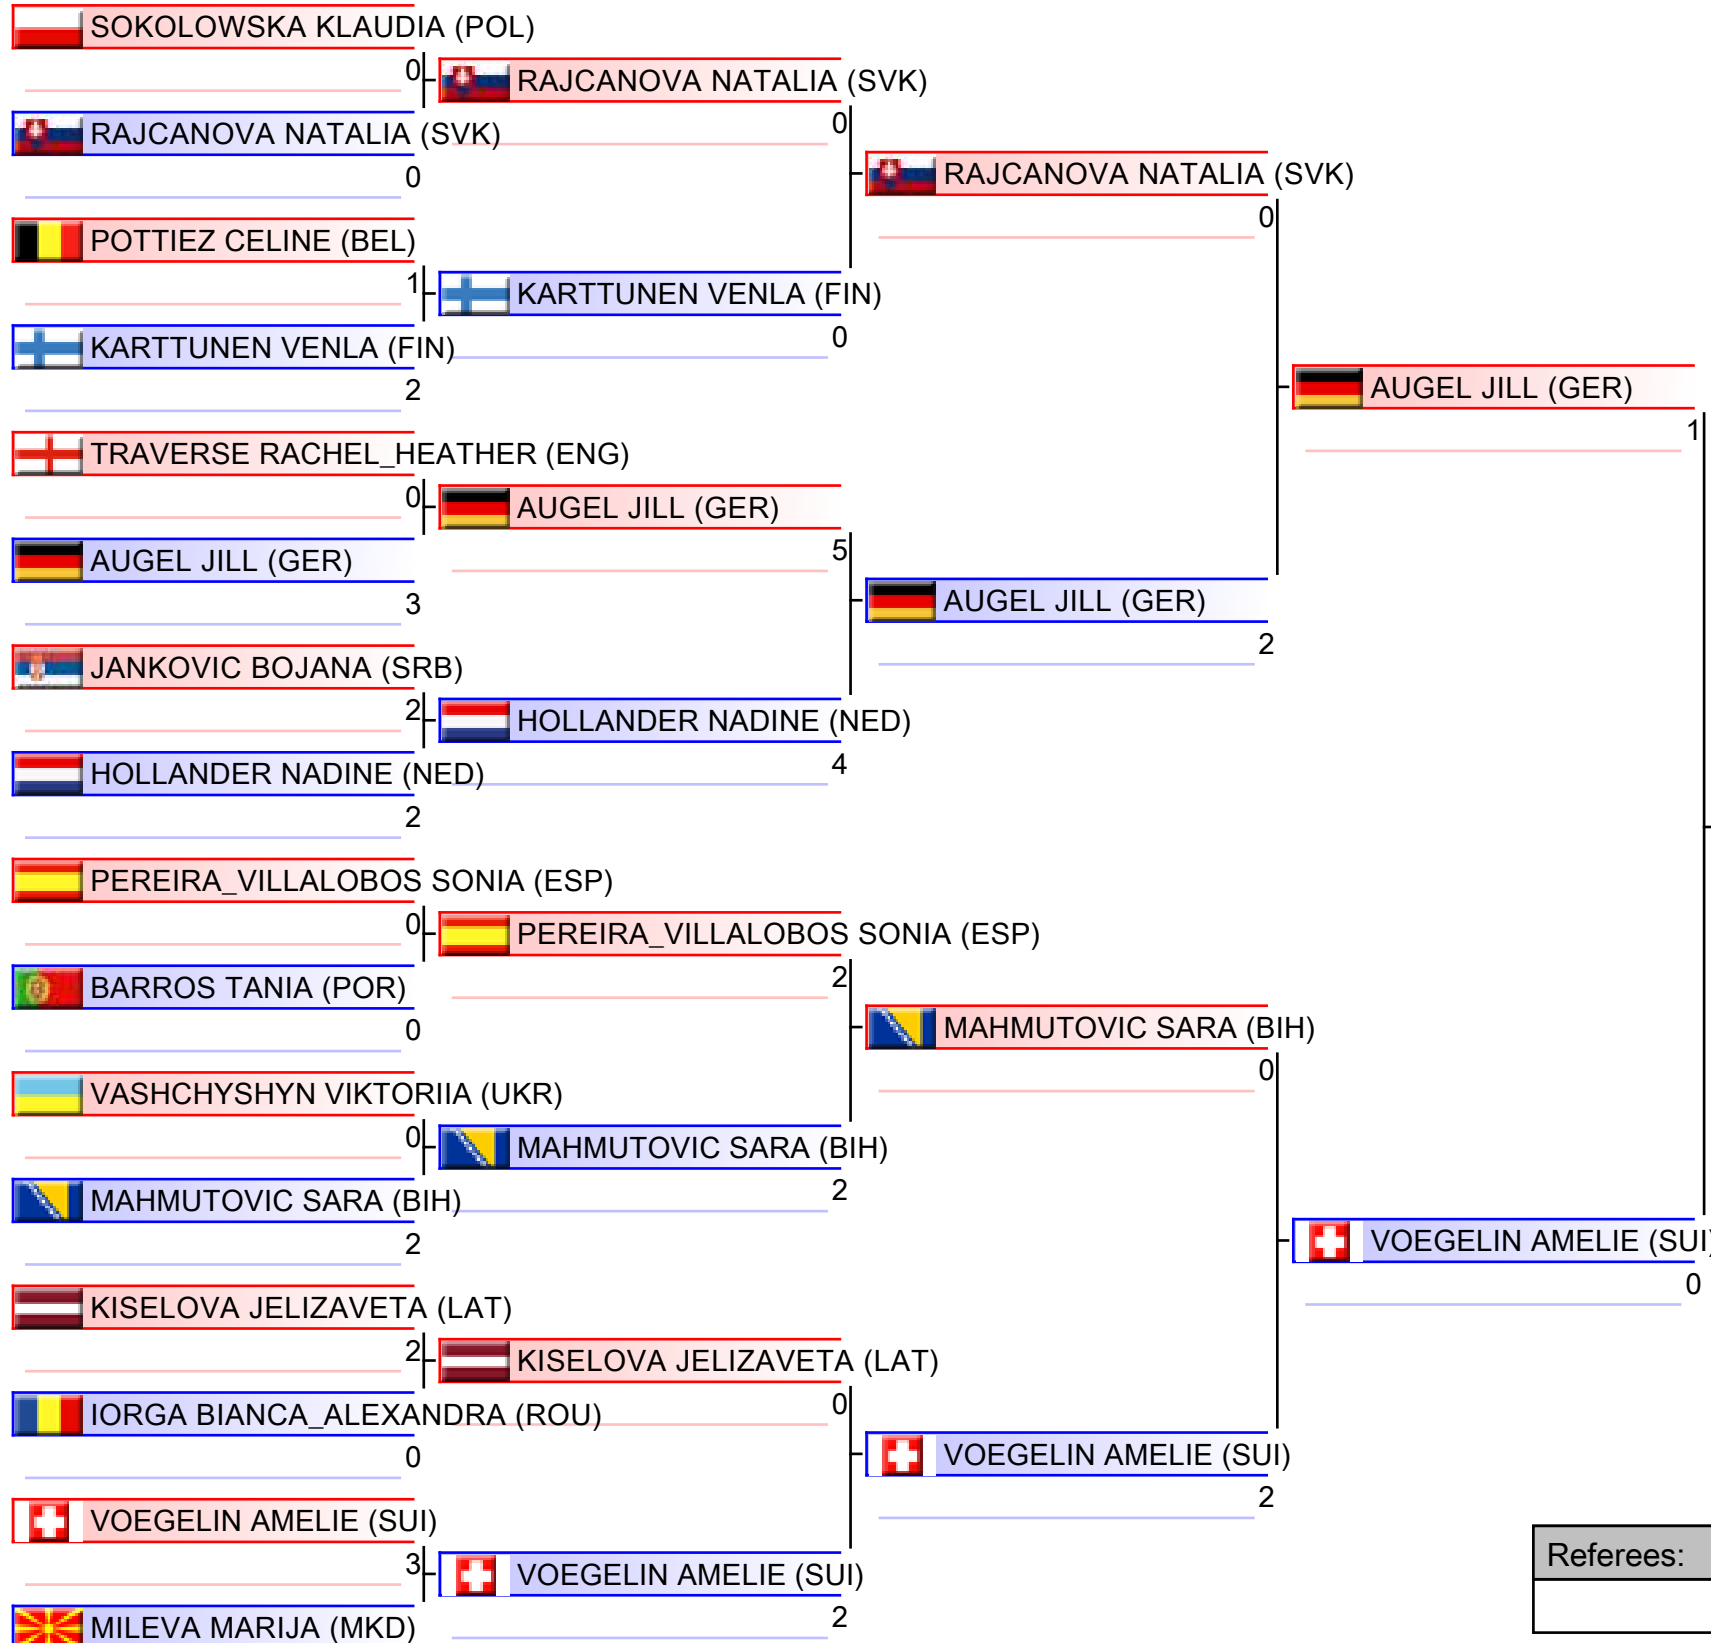 SOKOLOWSKA KLAUDIA (POL)
0
RAJCANOVA NATALIA (SVK)
0
POTTIEZ CELINE (BEL)
1
KARTTUNEN VENLA (FIN)
2
TRAVERSE RACHEL_HEATHER (ENG)
0
AUGEL JILL (GER)
3
JANKOVIC BOJANA (SRB)
2
HOLLANDER NADINE (NED)
2
PEREIRA_VILLALOBOS SONIA (ESP)
0
BARROS TANIA (POR)
0
VASHCHYSHYN VIKTORIIA (UKR)
0
MAHMUTOVIC SARA (BIH)
2
KISELOVA JELIZAVETA (LAT)
2
IORGA BIANCA_ALEXANDRA (ROU)
0
VOEGELIN AMELIE (SUI)
3
MILEVA MARIJA (MKD)
RAJCANOVA NATALIA (SVK)
0
KARTTUNEN VENLA (FIN)
0
AUGEL JILL (GER)
5
HOLLANDER NADINE (NED)
4
PEREIRA_VILLALOBOS SONIA (ESP)
2
MAHMUTOVIC SARA (BIH)
2
KISELOVA JELIZAVETA (LAT)
0
VOEGELIN AMELIE (SUI)
2
RAJCANOVA NATALIA (SVK)
0
AUGEL JILL (GER)
2
MAHMUTOVIC SARA (BIH)
0
VOEGELIN AMELIE (SUI)
2
AUGEL JILL (GER)
1
VOEGELIN AMELIE (SUI)
0
Referees: